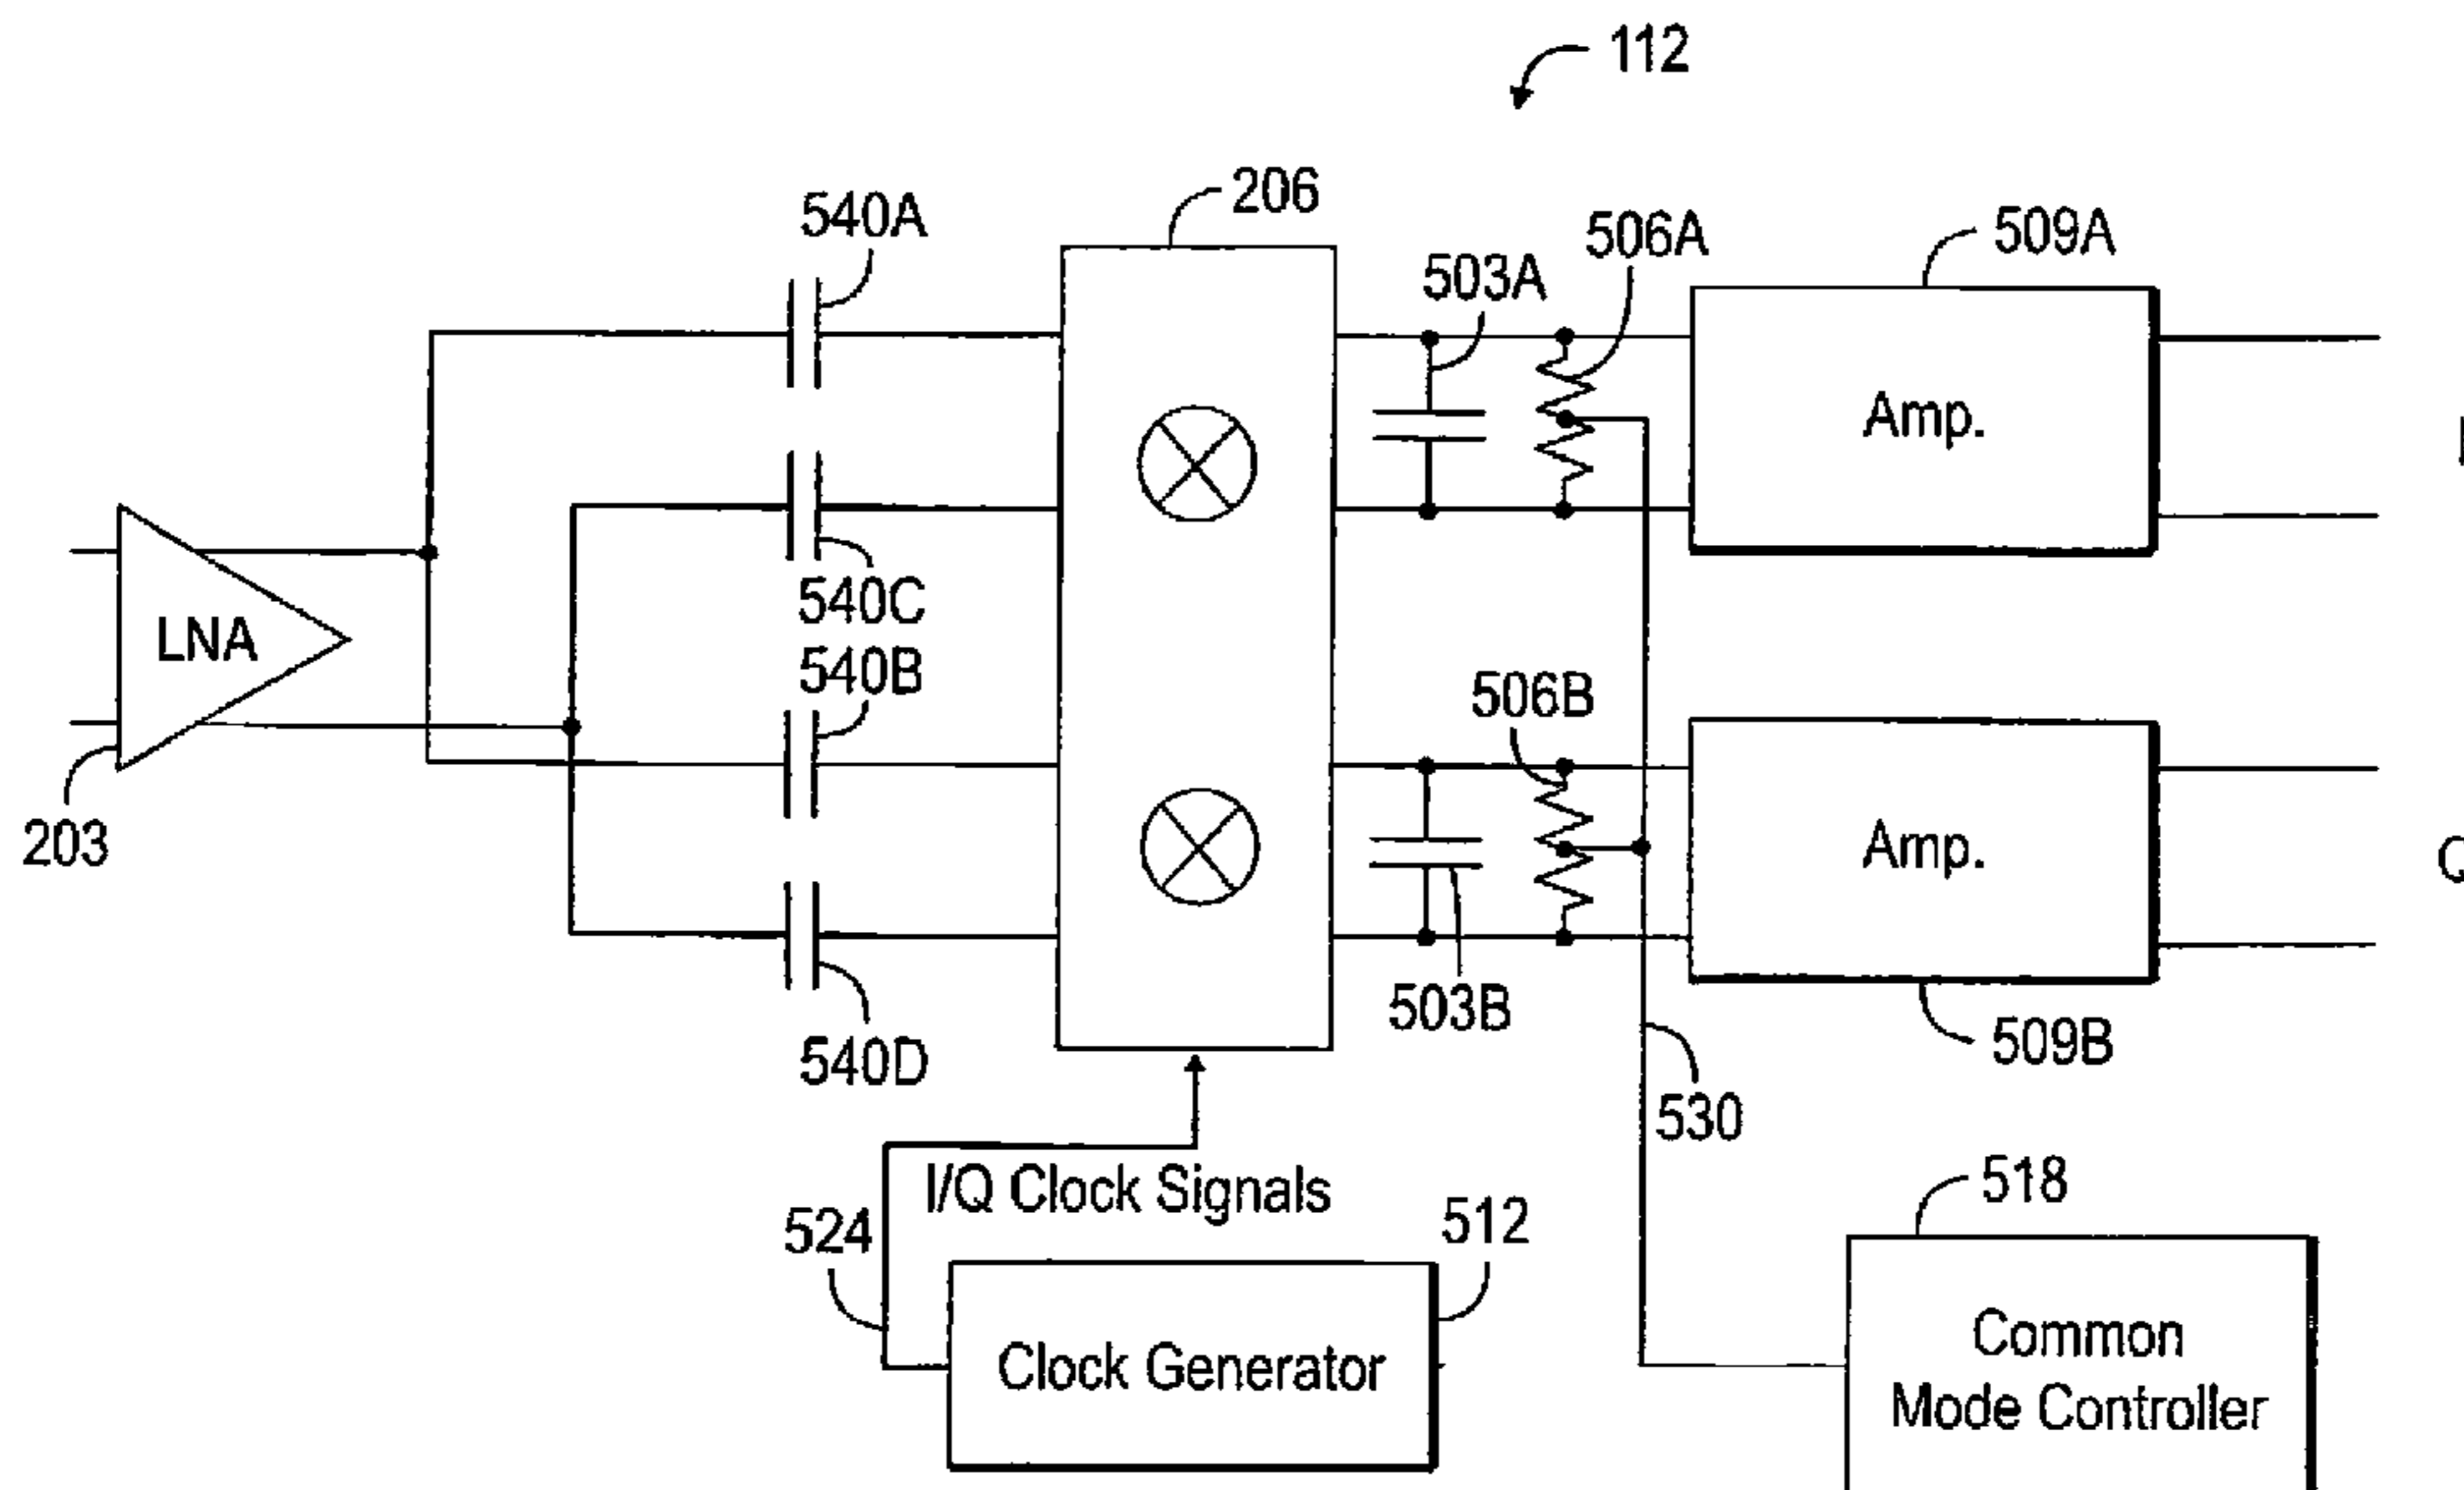 112
206
540A
506A
509A
503A
Amp.
540C
LNA
540B
506B
203
Amp.
Q
503B
540D
509B
530
I/Q Clock Signals
518
524
512
Clock Generator
Common
Mode Controller